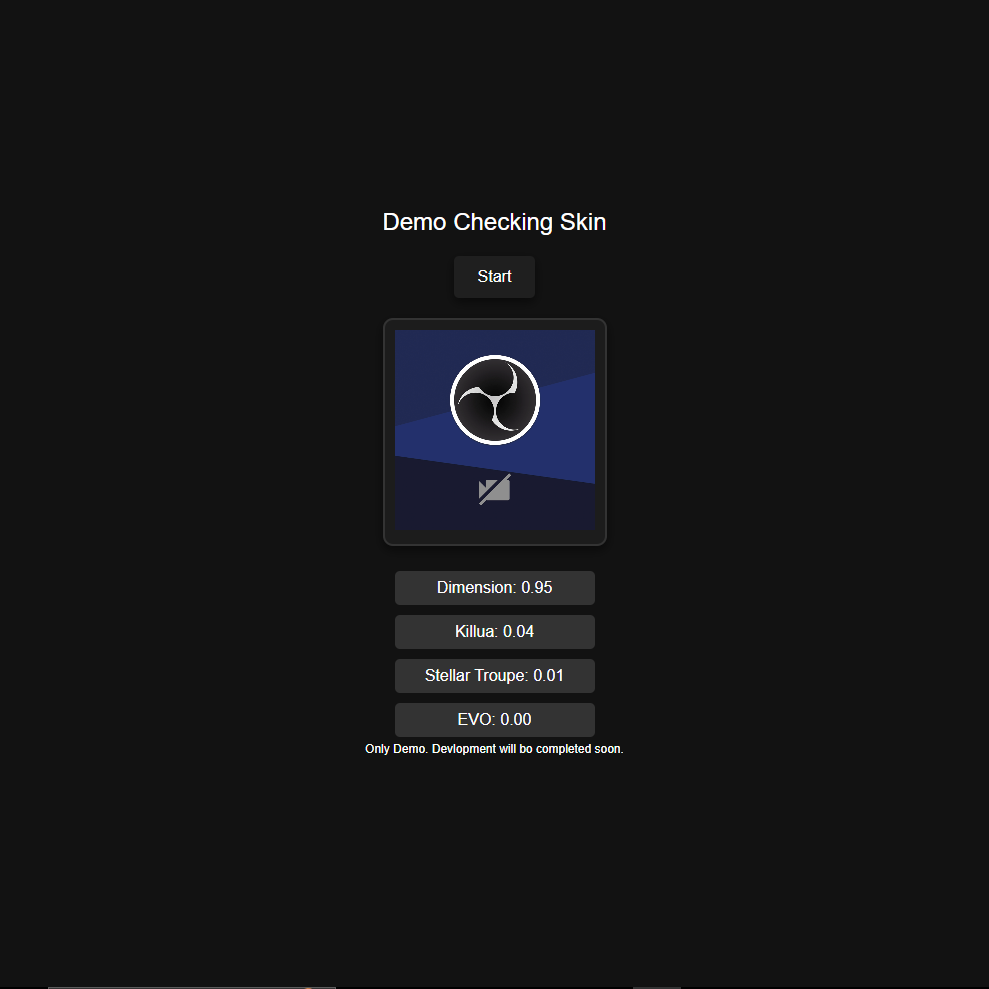 Demo Checking Skin
Start
Dimension: 0.95
Killua: 0.04
Stellar Troupe: 0.01
EVO: 0.00
Only Demo. Devlopment will be completed soon.